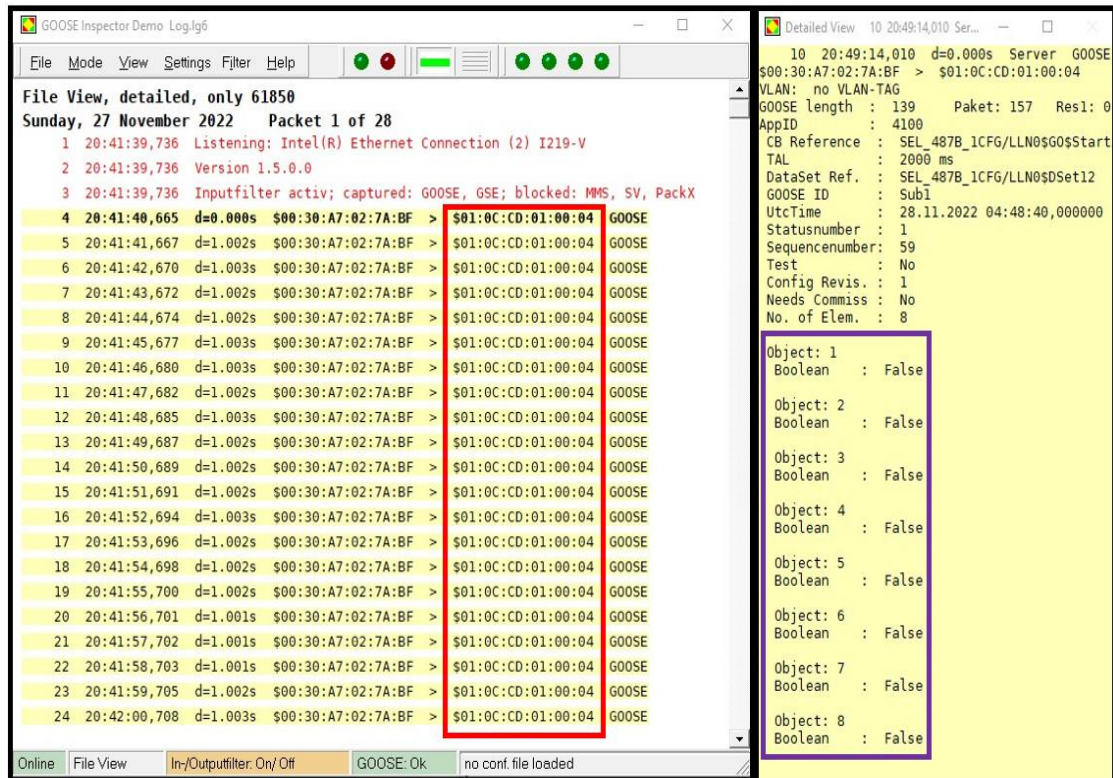 GOOSE Inspector Demo Log.lg6
File Mode View Settings Filter Help
File View, detailed, only 61850
Sunday, 27 November 2022 Packet 1 of 28
1 20:41:39,736 Listening: Intel(R) Ethernet Connection (2) I219-V
2 20:41:39,736 Version 1.5.0.0
3 20:41:39,736 Inputfilter activ; captured: GOOSE, GSE; blocked: MMS, SV, PackX
4 20:41:40,665 d=0.000s $00:30:A7:02:7A:BF > $01:0C:CD:01:00:04 GOOSE
5 20:41:41,667 d=1.002s $00:30:A7:02:7A:BF > $01:0C:CD:01:00:04 GOOSE
6 20:41:42,670 d=1.003s $00:30:A7:02:7A:BF > $01:0C:CD:01:00:04 GOOSE
7 20:41:43,672 d=1.002s $00:30:A7:02:7A:BF > $01:0C:CD:01:00:04 GOOSE
8 20:41:44,674 d=1.002s $00:30:A7:02:7A:BF > $01:0C:CD:01:00:04 GOOSE
9 20:41:45,677 d=1.003s $00:30:A7:02:7A:BF > $01:0C:CD:01:00:04 GOOSE
10 20:41:46,680 d=1.003s $00:30:A7:02:7A:BF > $01:0C:CD:01:00:04 GOOSE
11 20:41:47,682 d=1.002s $00:30:A7:02:7A:BF > $01:0C:CD:01:00:04 GOOSE
12 20:41:48,685 d=1.003s $00:30:A7:02:7A:BF > $01:0C:CD:01:00:04 GOOSE
13 20:41:49,687 d=1.002s $00:30:A7:02:7A:BF > $01:0C:CD:01:00:04 GOOSE
14 20:41:50,689 d=1.002s $00:30:A7:02:7A:BF > $01:0C:CD:01:00:04 GOOSE
15 20:41:51,691 d=1.002s $00:30:A7:02:7A:BF > $01:0C:CD:01:00:04 GOOSE
16 20:41:52,694 d=1.003s $00:30:A7:02:7A:BF > $01:0C:CD:01:00:04 GOOSE
17 20:41:53,696 d=1.002s $00:30:A7:02:7A:BF > $01:0C:CD:01:00:04 GOOSE
18 20:41:54,698 d=1.002s $00:30:A7:02:7A:BF > $01:0C:CD:01:00:04 GOOSE
19 20:41:55,700 d=1.002s $00:30:A7:02:7A:BF > $01:0C:CD:01:00:04 GOOSE
20 20:41:56,701 d=1.001s $00:30:A7:02:7A:BF > $01:0C:CD:01:00:04 GOOSE
21 20:41:57,702 d=1.001s $00:30:A7:02:7A:BF > $01:0C:CD:01:00:04 GOOSE
22 20:41:58,703 d=1.001s $00:30:A7:02:7A:BF > $01:0C:CD:01:00:04 GOOSE
23 20:41:59,705 d=1.002s $00:30:A7:02:7A:BF > $01:0C:CD:01:00:04 GOOSE
24 20:42:00,708 d=1.003s $00:30:A7:02:7A:BF > $01:0C:CD:01:00:04 GOOSE
Online File View In-/Outputfilter: On/ Off GOOSE: Ok no conf. file loaded
Detailed View 10 20:49:14,010 Ser...
10 20:49:14,010 d=0.000s Server GOOSE
$00:30:A7:02:7A:BF > $01:0C:CD:01:00:04
VLAN: no VLAN-TAG
GOOSE length : 139 Paket: 157 Res1: 0
AppID : 4100
CB Reference : SEL_487B_1CFG/LLN0$GO$Start
TAL : 2000 ms
DataSet Ref. : SEL_487B_1CFG/LLN0$DSet12
GOOSE ID : Sub1
UtcTime : 28.11.2022 04:48:40,000000
Statusnumber : 1
Sequencenumber: 59
Test : No
Config Revis. : 1
Needs Commiss : No
No. of Elem. : 8
Object: 1
Boolean : False
Object: 2
Boolean : False
Object: 3
Boolean : False
Object: 4
Boolean : False
Object: 5
Boolean : False
Object: 6
Boolean : False
Object: 7
Boolean : False
Object: 8
Boolean : False